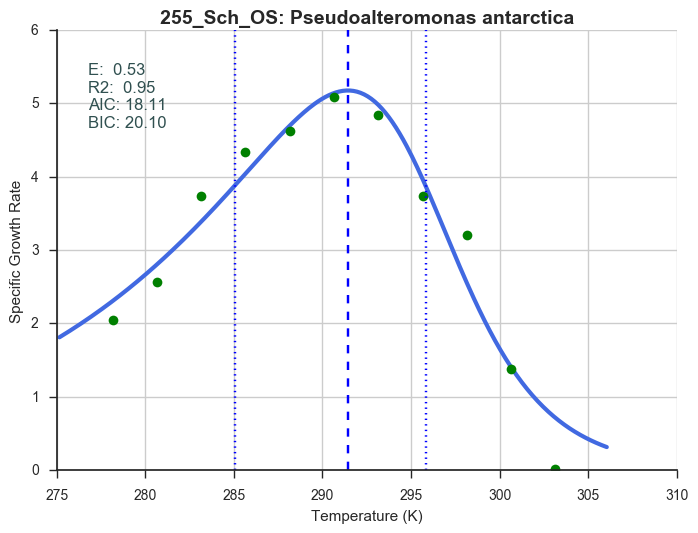 255_Sch_OS: Pseudoalteromonas antarctica
E:  0.53
R2:  0.95
AIC: 18.11
BIC: 20.10
Specific Growth Rate
6
5
4
3
2
1
0
275 280 285 290 295 300 305 310
Temperature (K)